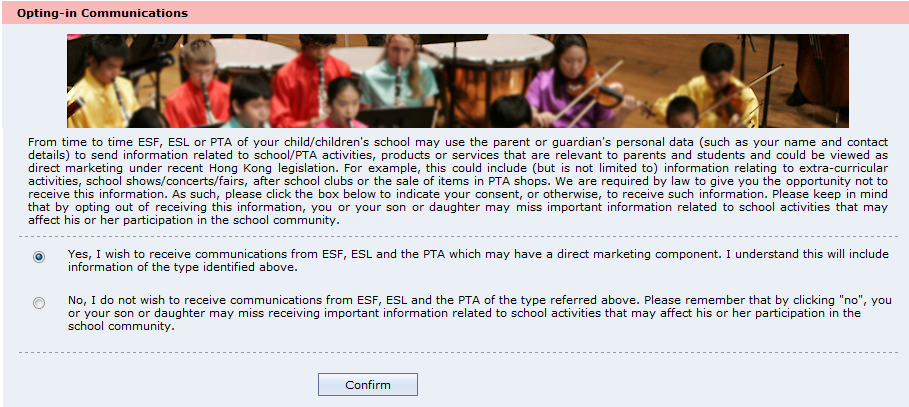 Opting-in Communications
From time to time ESF, ESL or PTA of your child/children's school may use the parent or guardian's personal data (such as your name and contact
details) to send information related to school/PTA activities, products or services that are relevant to parents and students and could be viewed as
direct marketing under recent Hong Kong legislation. For example, this could include (but is not limited to) information relating to extra-curricular
activities, school shows/concerts/fairs, after school clubs or the sale of items in PTA shops. We are required by law to give you the opportunity not to
receive this information. As such, please click the box below to indicate your consent, or otherwise, to receive such information. Please keep in mind
that by opting out of receiving this information, you or your son or daughter may miss important information related to school activities that may
affect his or her participation in the school community.
Yes, I wish to receive communications from ESF, ESL and the PTA which may have a direct marketing component. I understand this will include
information of the type identified above.
No, I do not wish to receive communications from ESF, ESL and the PTA of the type referred above. Please remember that by clicking "no", you
or your son or daughter may miss receiving important information related to school activities that may affect his or her participation in the
school community.
Confirm